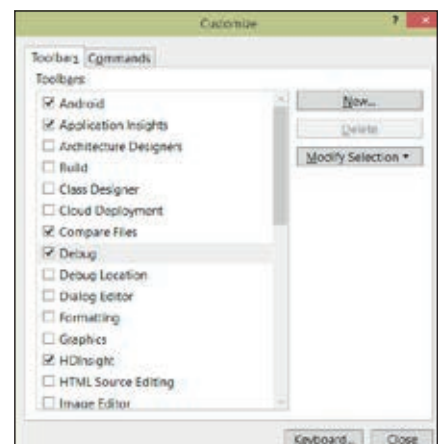 Customize ?
Toolbars Commands
Toolbars
Android
Application Insights
Architecture Designers
Build
Class Designer
Cloud Deployment
Compare Files
Debug
Debug Location
Dialog Editor
Formatting
Graphics
HDInsight
HTML Source Editing
Image Editor
New...
Delete
Modify Selection
Keyboard...
Close